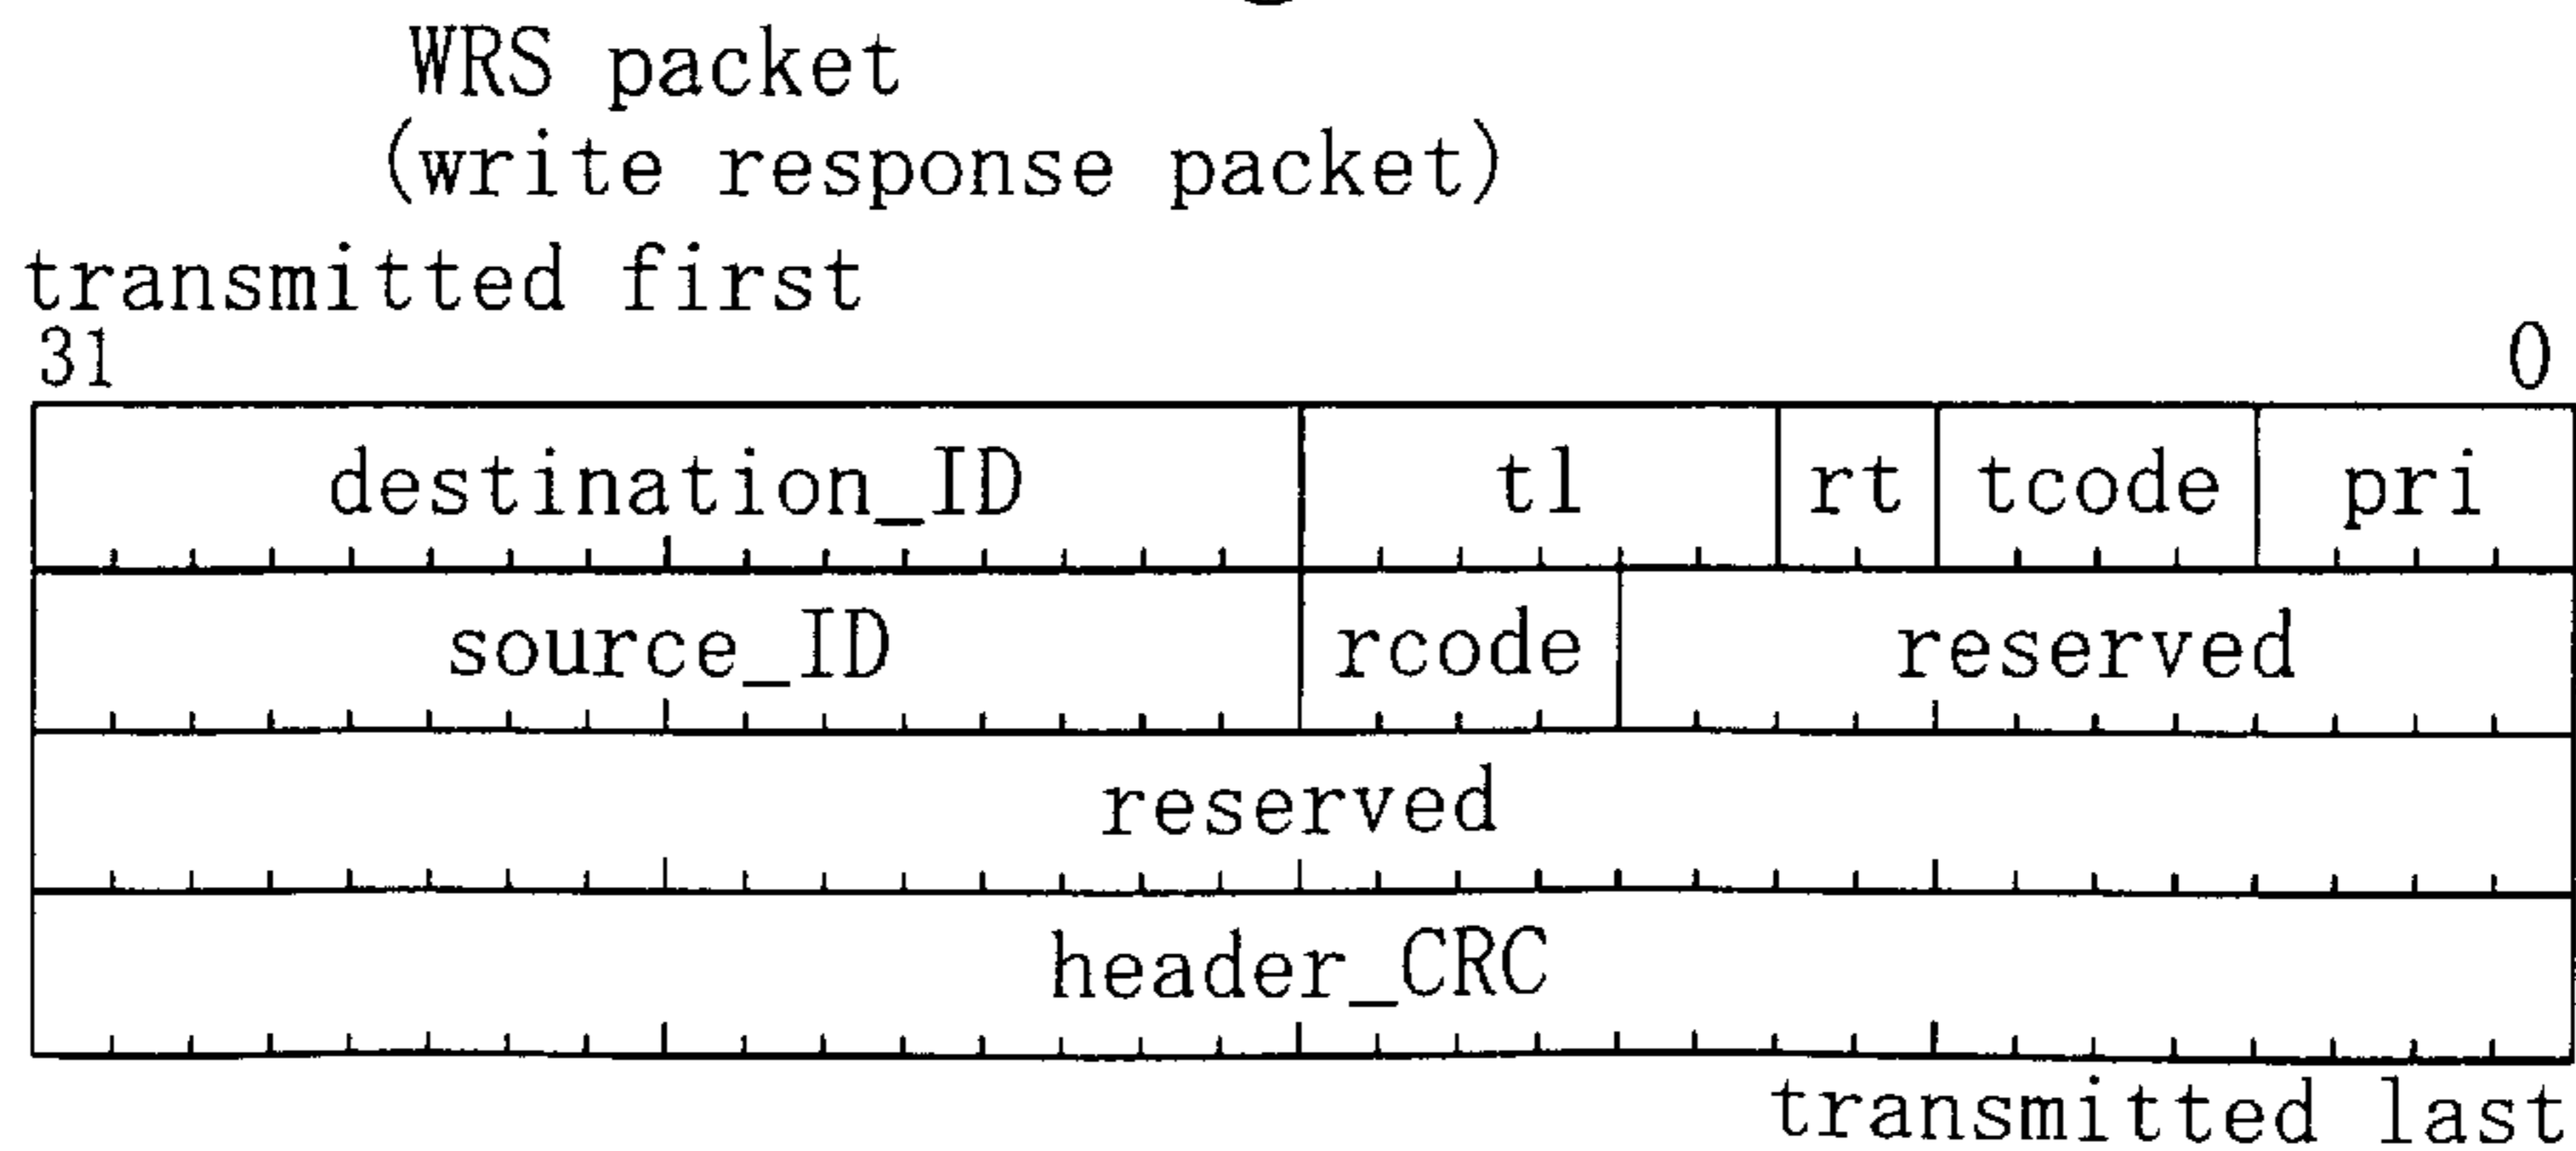 WRS packet
(write response packet)
transmitted first
31 0
destination_ID tl rt tcode pri
source_ID rcode reserved
reserved
header_CRC
transmitted last